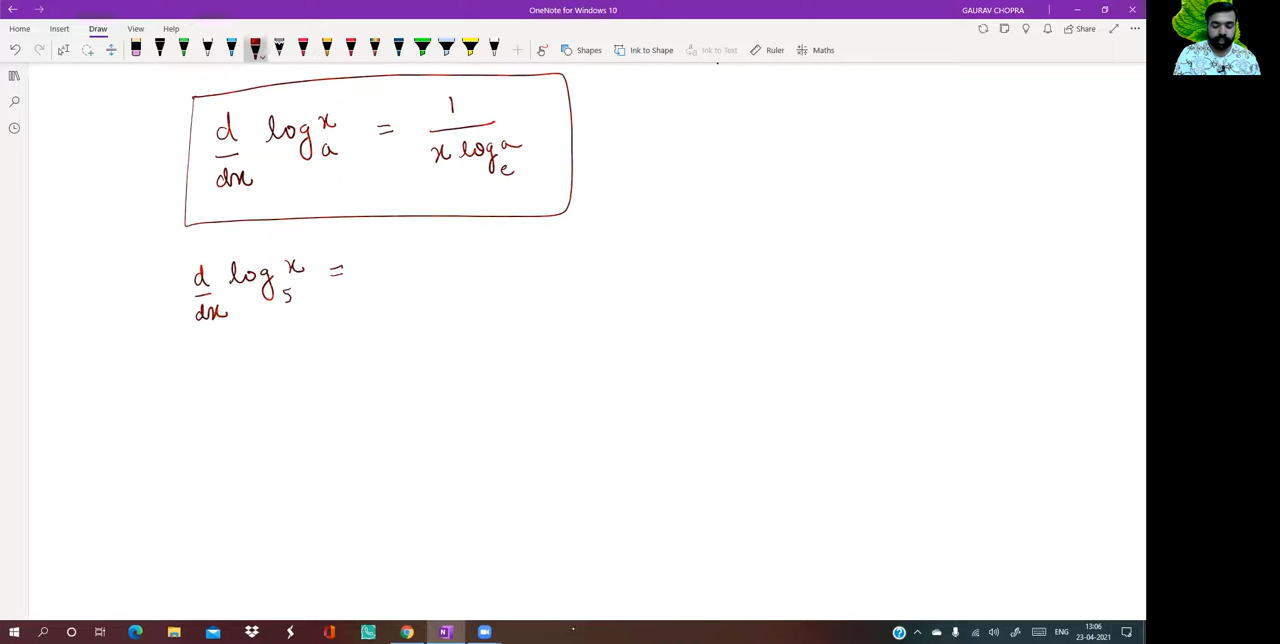 OneNote for Windows 10
GAURAV CHOPRA
Home Insert Draw View Help
Share
Shapes Ink to Shape Ink to Text Ruler Maths
d/dx log_a x = 1/(x log_e a)
d/dx log_5 x =
ENG
13:06
23-04-2021